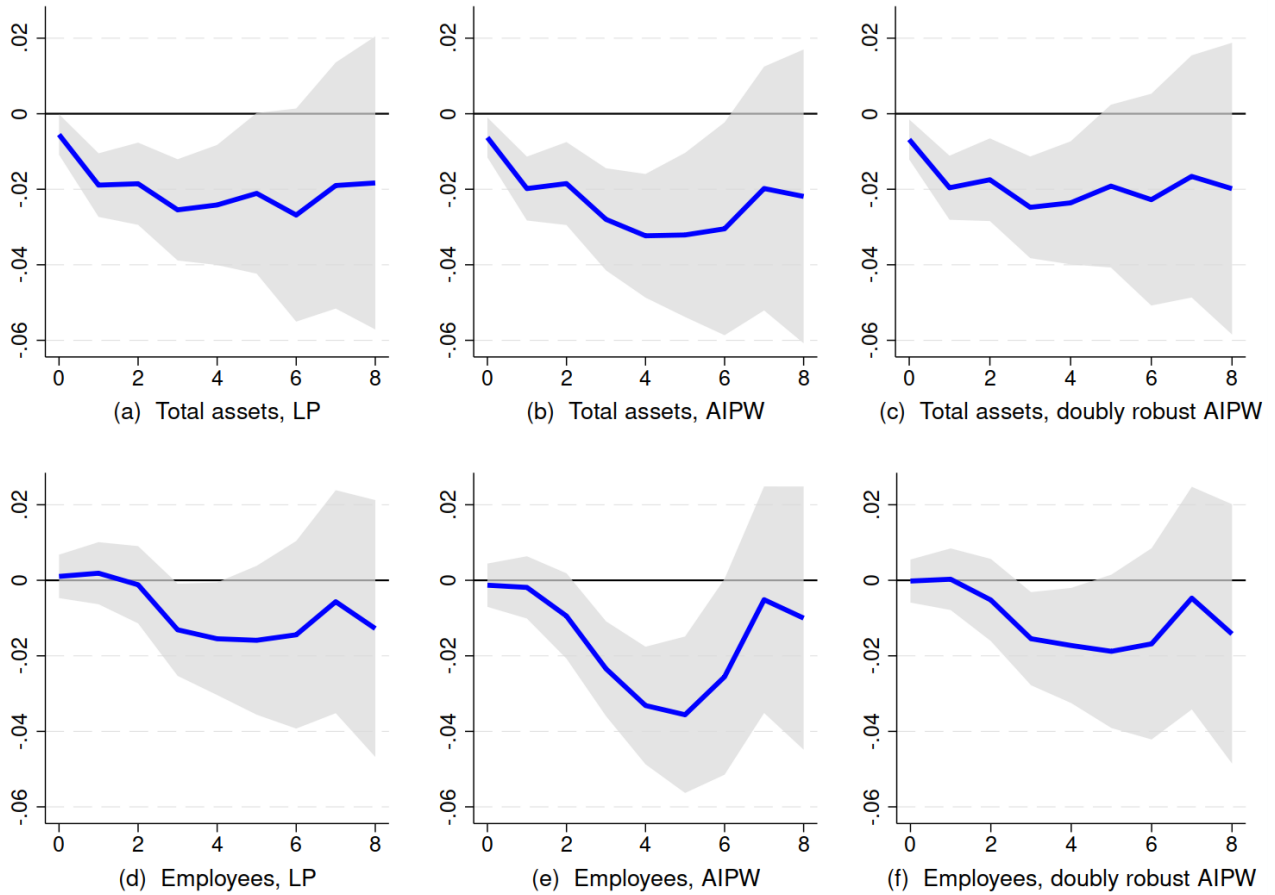 .02
0
-.02
-.04
-.06
0 2 4 6 8
(a) Total assets, LP
.02
0
-.02
-.04
-.06
0 2 4 6 8
(b) Total assets, AIPW
.02
0
-.02
-.04
-.06
0 2 4 6 8
(c) Total assets, doubly robust AIPW
.02
0
-.02
-.04
-.06
0 2 4 6 8
(d) Employees, LP
.02
0
-.02
-.04
-.06
0 2 4 6 8
(e) Employees, AIPW
.02
0
-.02
-.04
-.06
0 2 4 6 8
(f) Employees, doubly robust AIPW